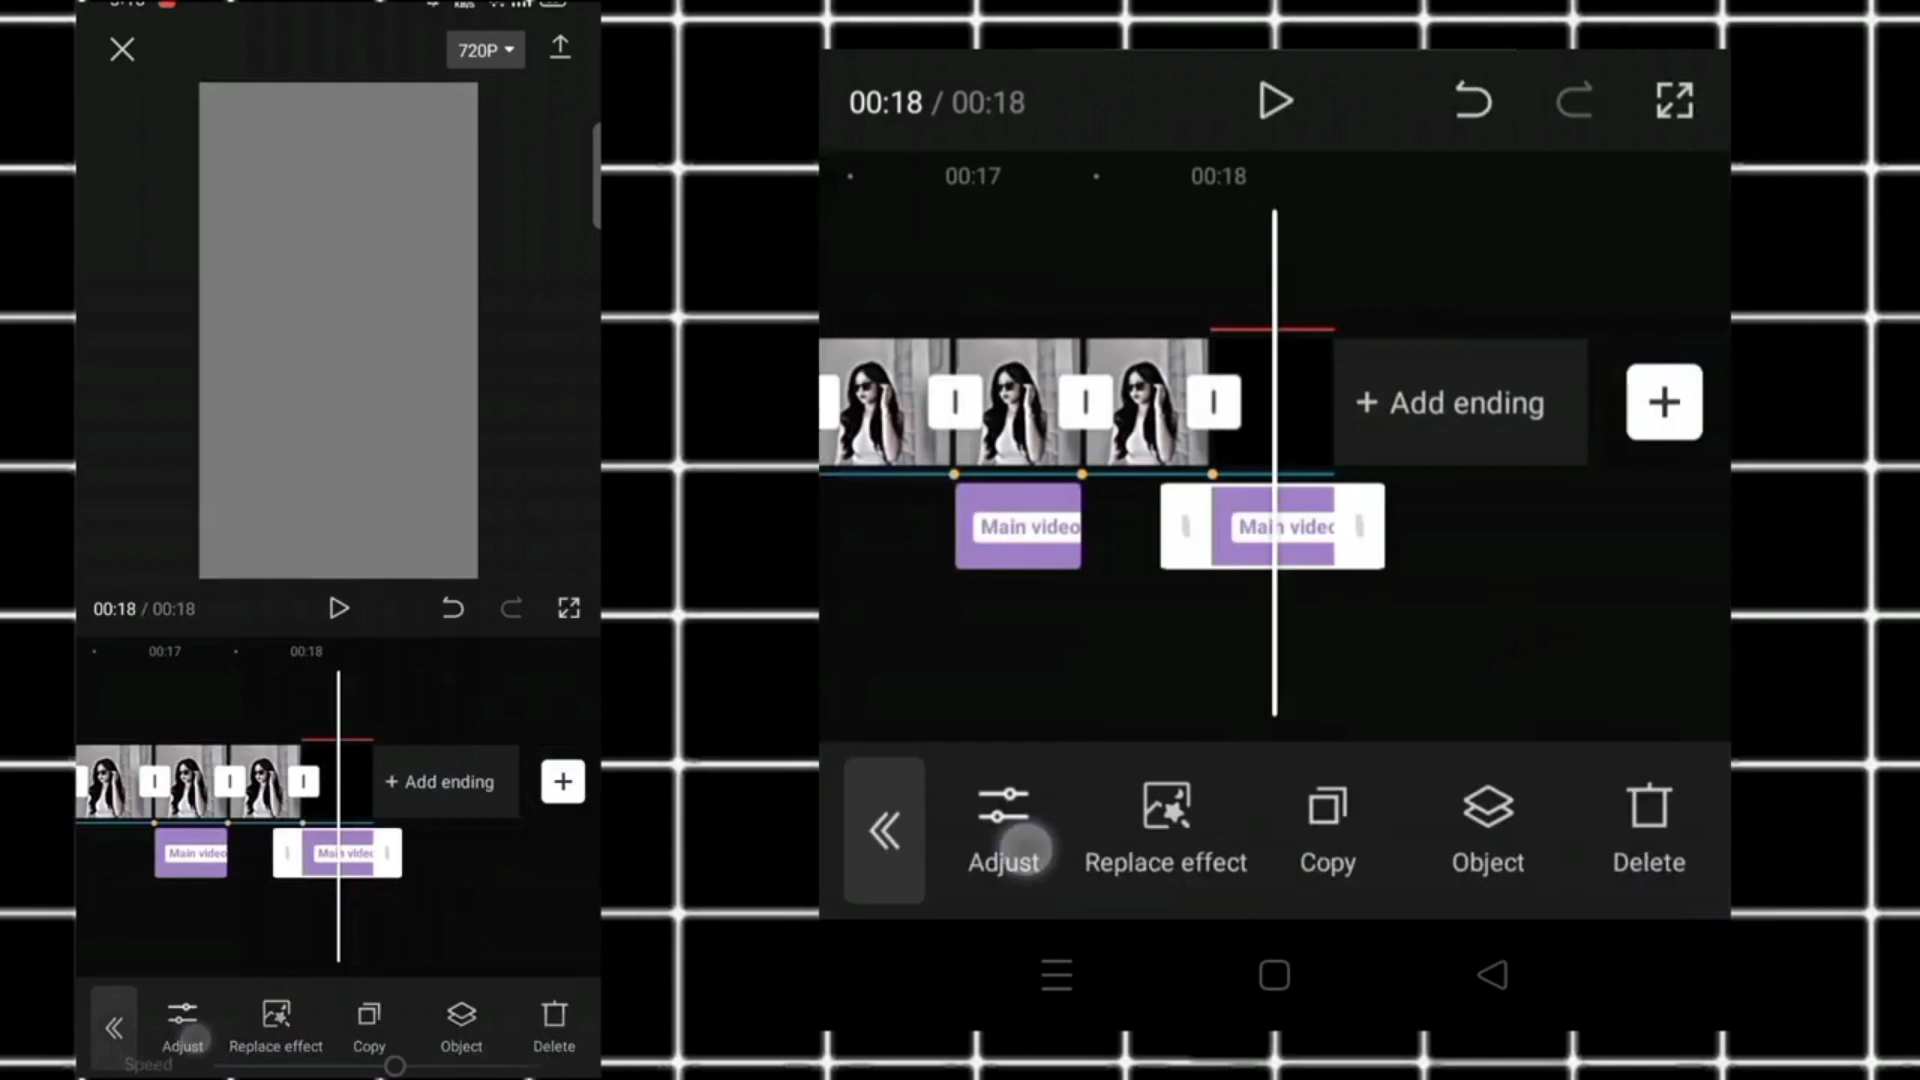 720P
00:18 / 00:18
00:17
00:18
+ Add ending
Main video
Main videc
Adjust
Replace effect
Copy
Object
Delete
Speed
00:18 / 00:18
00:17
00:18
+ Add ending
Main video
Main videc
Adjust
Replace effect
Copy
Object
Delete